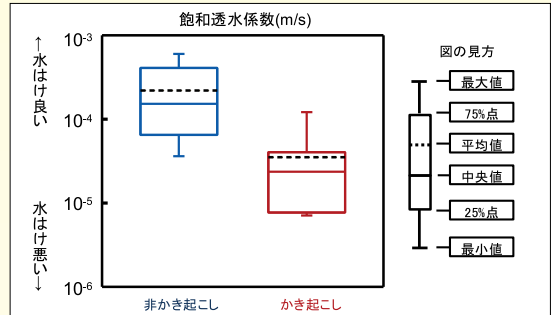 飽和透水係数(m/s)
←水はけ良い
水はけ悪い→
10-3
10-4
10-5
10-6
非かき起こし
かき起こし
図の見方
最大値
75%点
平均値
中央値
25%点
最小値